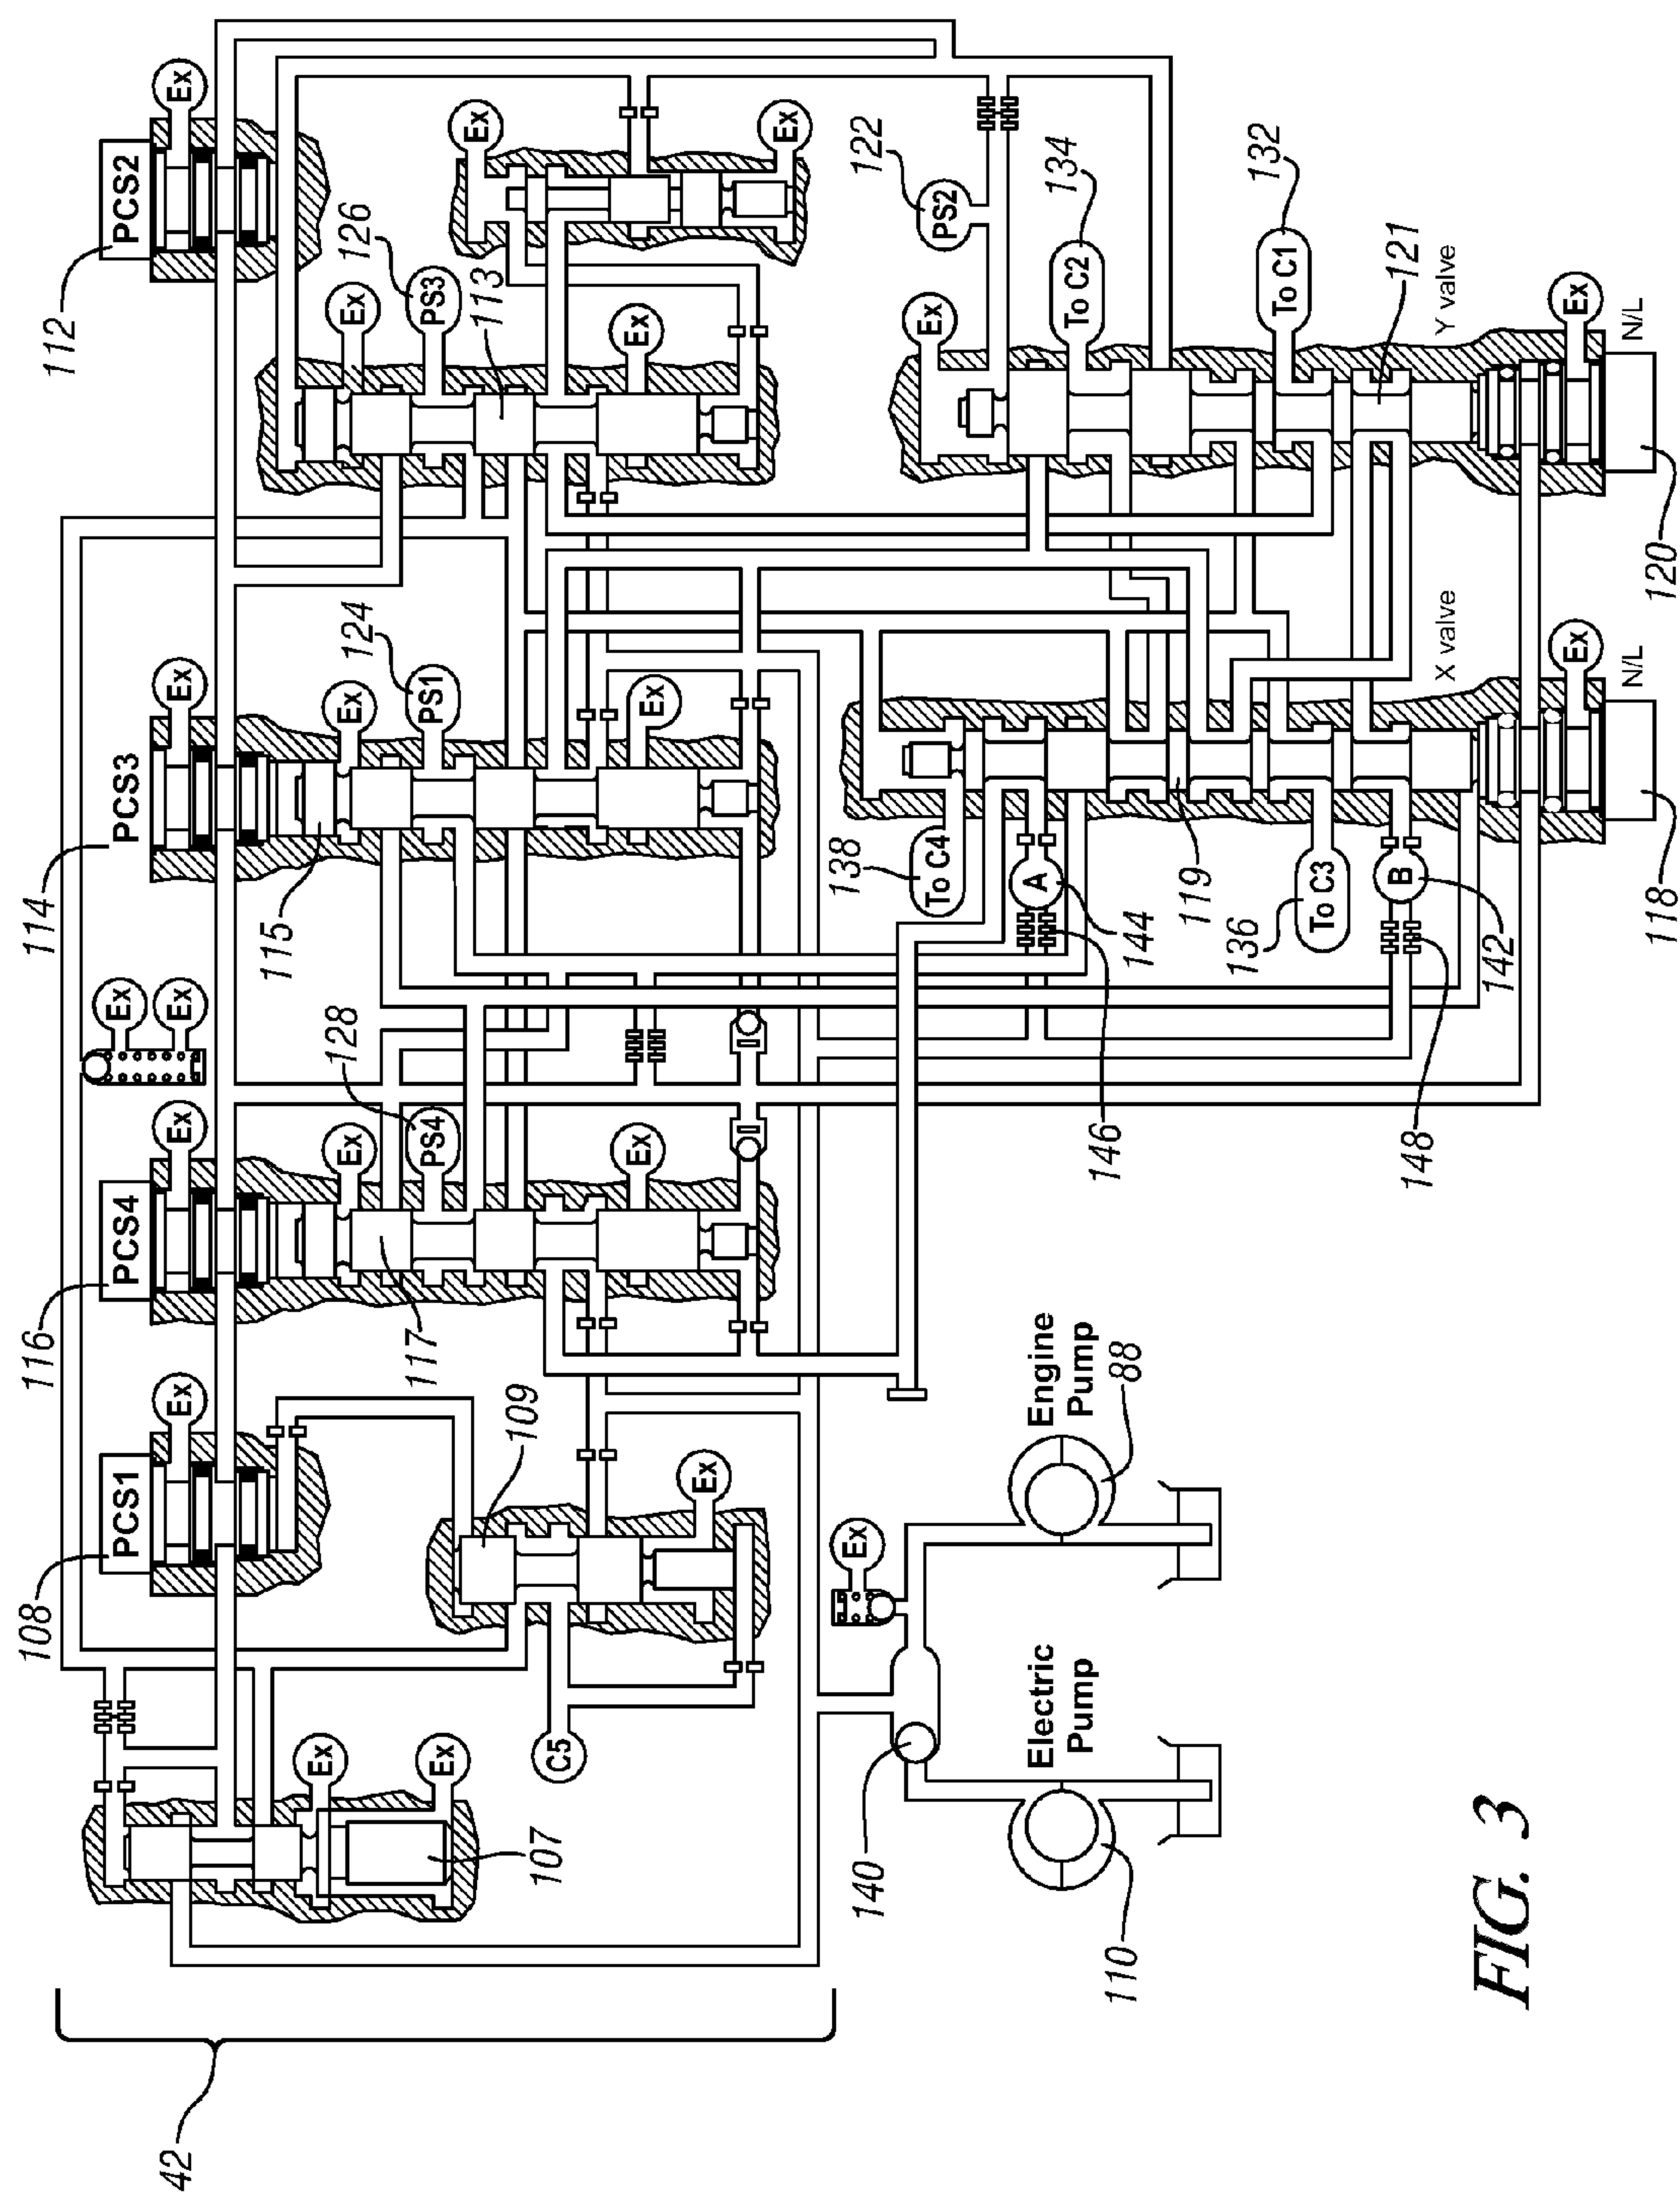 108
116
114
112
PCS1
PCS4
Ex
PCS3
PCS2
42
Ex
Ex
Ex
Ex
Ex
115
Ex
Ex
128
Ex
124
Ex
126
117
Ex
PS4
PS1
PS3
Ex
113
109
107
C5
Ex
Ex
Ex
Ex
Ex
140
Ex
138
122
To C4
Ex
PS2
A
Electric
Pump
Engine
Pump
134
To C2
110
88
146
144
119
136
To C1
132
To C3
B
121
148
X valve
Y valve
142
FIG. 3
Ex
Ex
N/L
N/L
118
120